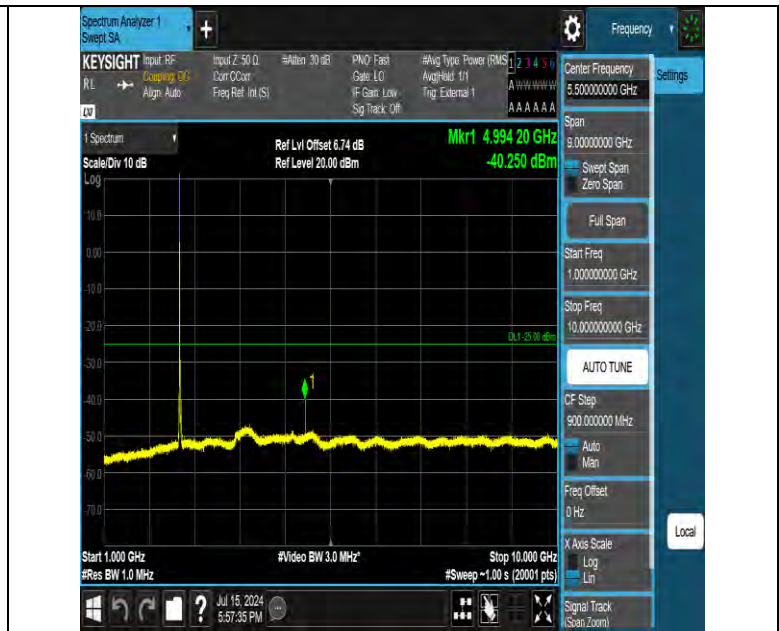 Spectrum Analyzer 1
Swept SA
+
Frequency
KEYSIGHT
RL
Input: RF
Coupling: DC
Align: Auto
Input Z: 50 Ω
Corr CCorr
Freq Ref: Int (S)
#Atten: 30 dB
PNO: Fast
Gate: LO
IF Gain: Low
Sig Track: Off
#Avg Type: Power (RMS
Avg|Hold: 1/1
Trig: External 1
1 2 3 4 5 6
A W W W W W
A A A A A A
LXI
Settings
Center Frequency
5.500000000 GHz
Span
9.00000000 GHz
Swept Span
Zero Span
Full Span
Start Freq
1.000000000 GHz
Stop Freq
10.000000000 GHz
AUTO TUNE
CF Step
900.000000 MHz
Auto
Man
Freq Offset
0 Hz
X Axis Scale
Log
Lin
Signal Track
(Span Zoom)
Local
1 Spectrum
Scale/Div 10 dB
Log
Ref Lvl Offset 6.74 dB
Ref Level 20.00 dBm
Mkr1 4.994 20 GHz
-40.250 dBm
10.0
0.00
-10.0
-20.0
-30.0
-40.0
-50.0
-60.0
-70.0
DL1 -25.00 dBm
1
Start 1.000 GHz
#Res BW 1.0 MHz
#Video BW 3.0 MHz*
Stop 10.000 GHz
#Sweep ~1.00 s (20001 pts)
?
Jul 15, 2024
5:57:35 PM